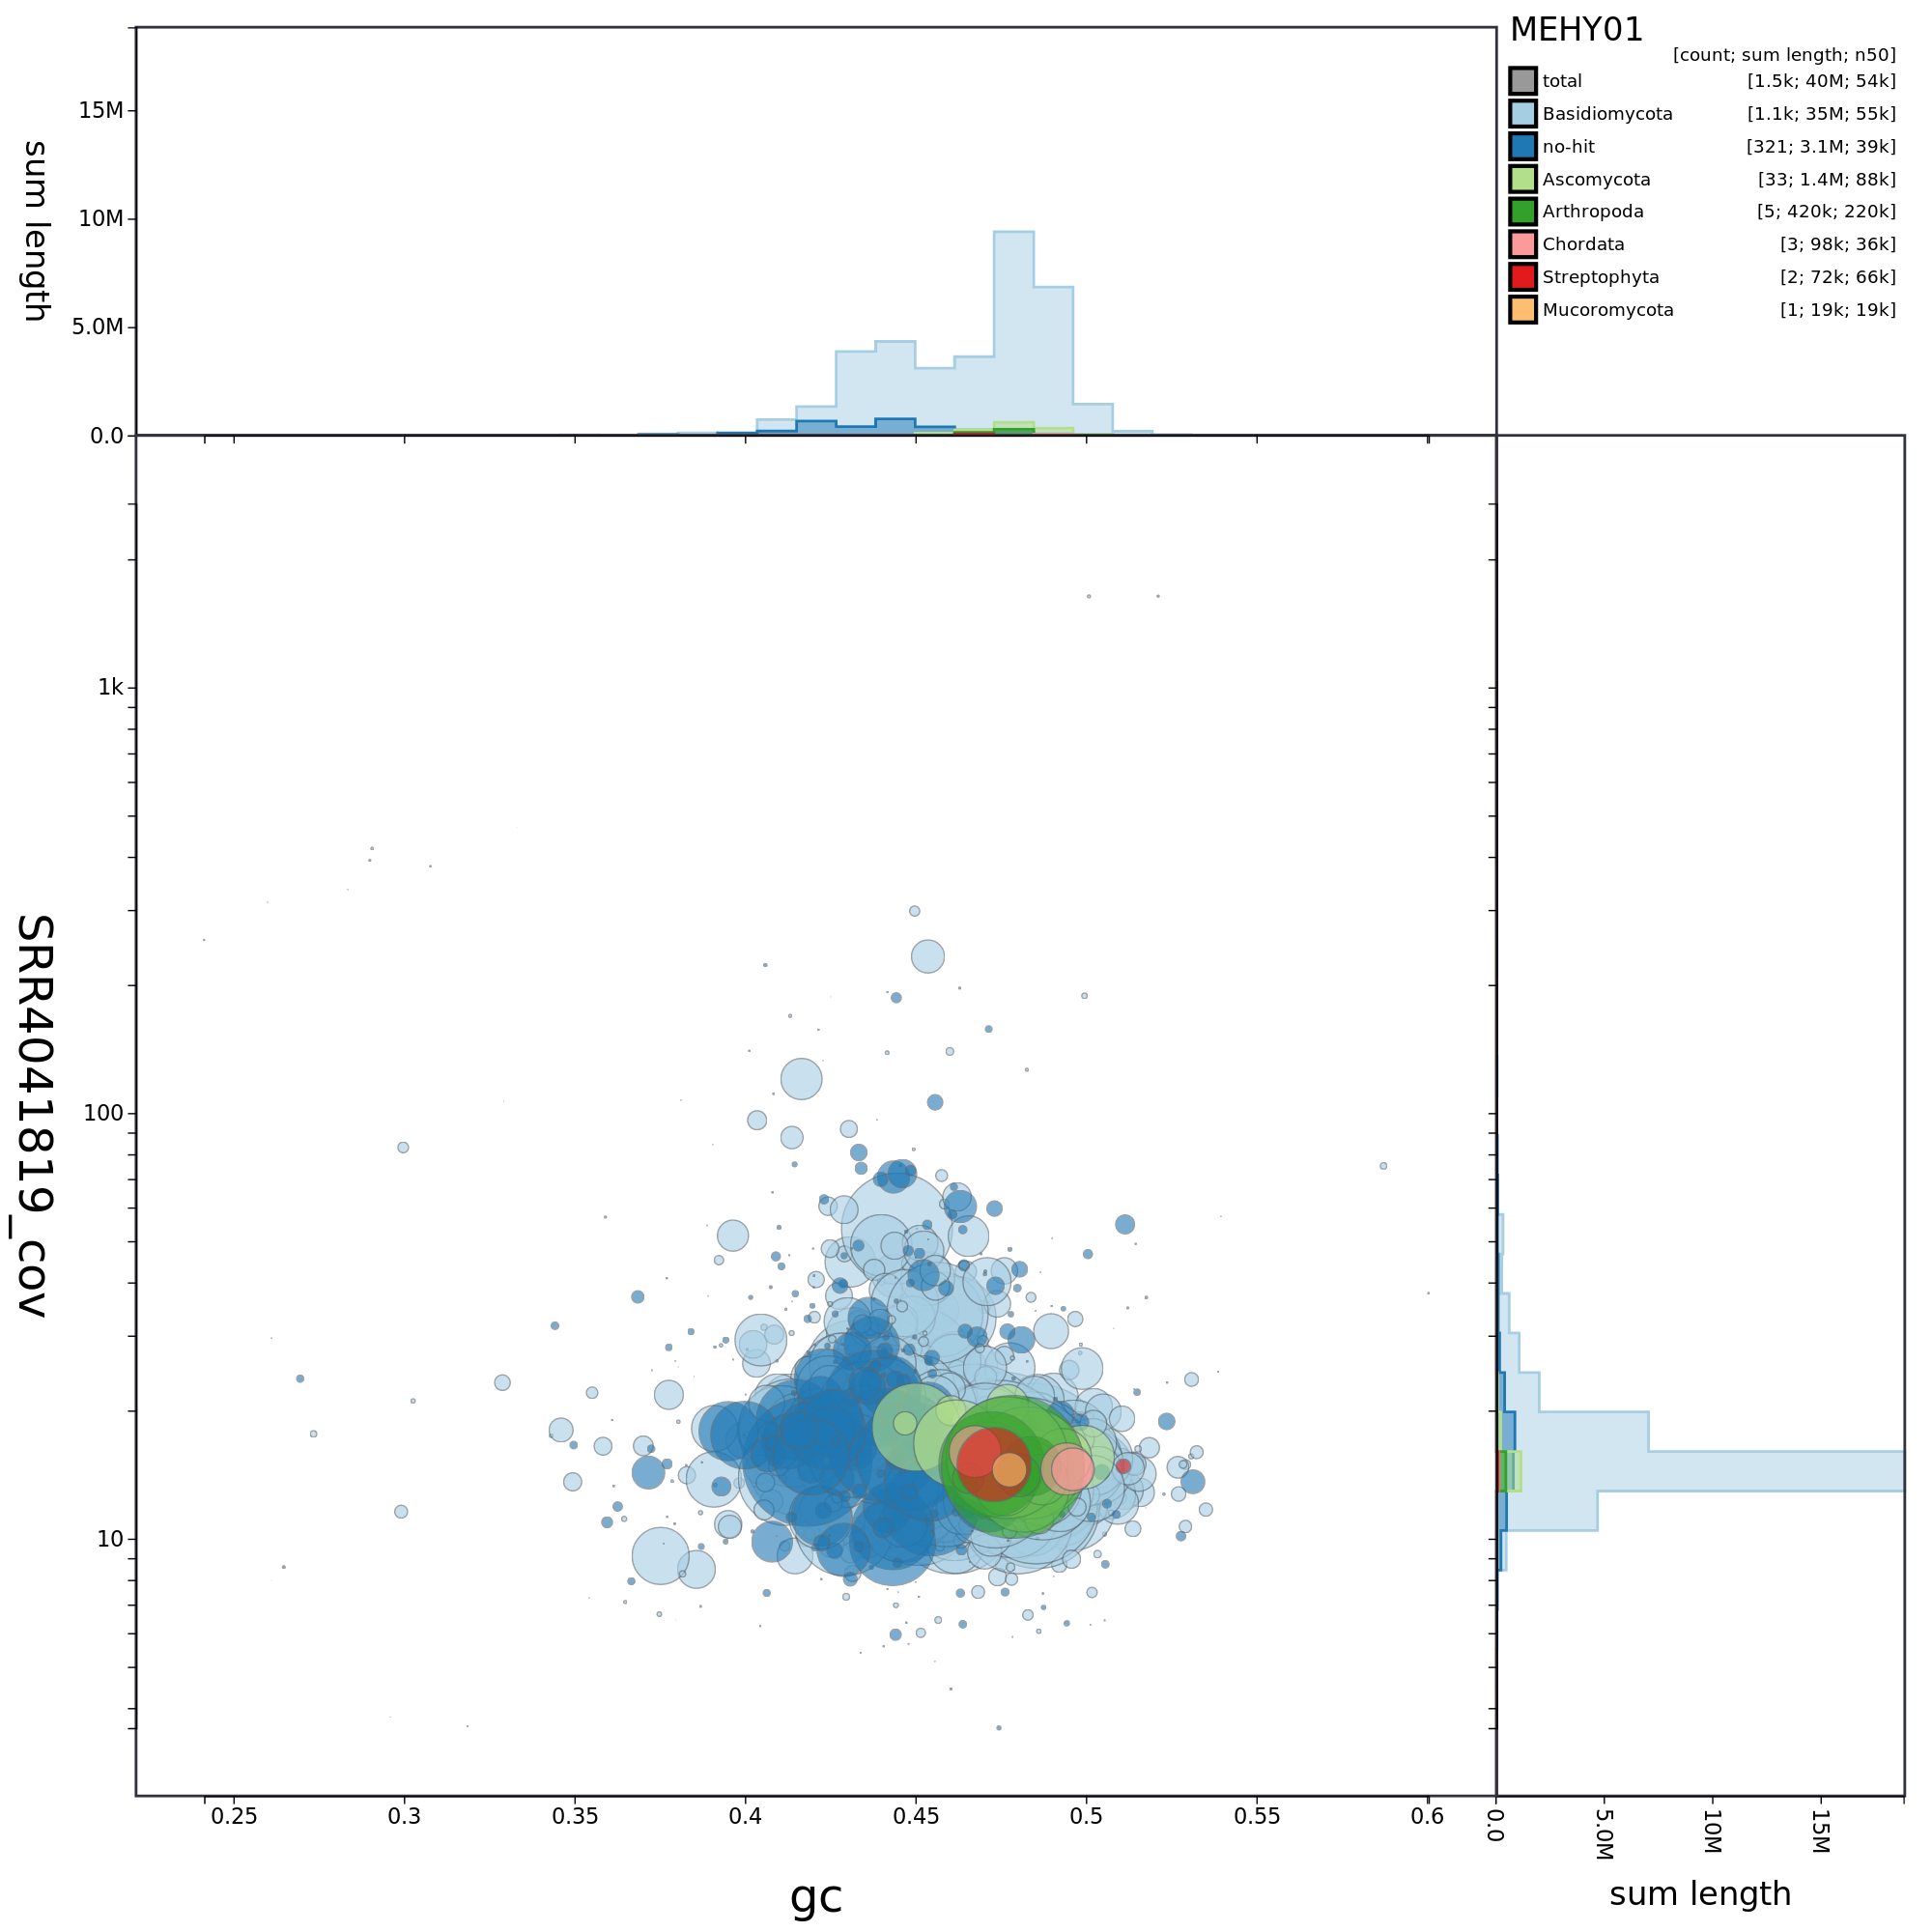 MEHY01
[count; sum length; n50]
total [1.5k; 40M; 54k]
Basidiomycota [1.1k; 35M; 55k]
no-hit [321; 3.1M; 39k]
Ascomycota [33; 1.4M; 88k]
Arthropoda [5; 420k; 220k]
Chordata [3; 98k; 36k]
Streptophyta [2; 72k; 66k]
Mucoromycota [1; 19k; 19k]
sum length
15M
10M
5.0M
0.0
SRR4041819_cov
1k
100
10
0.25 0.3 0.35 0.4 0.45 0.5 0.55 0.6
gc
0.0 5.0M 10M 15M
sum length